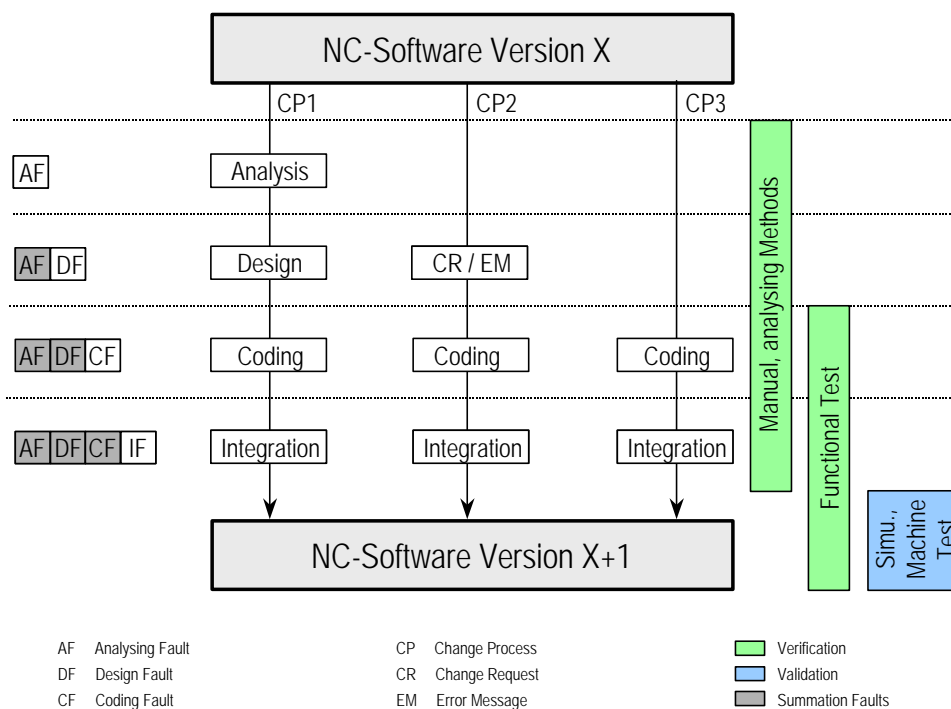 NC-Software Version X
CP1 CP2 CP3
AF Analysis
AF DF Design CR / EM
AF DF CF Coding Coding Coding
AF DF CF IF Integration Integration Integration
NC-Software Version X+1
Manual, analysing Methods
Functional Test
Simu.,
Machine
Test
AF Analysing Fault CP Change Process Verification
DF Design Fault CR Change Request Validation
CF Coding Fault EM Error Message Summation Faults